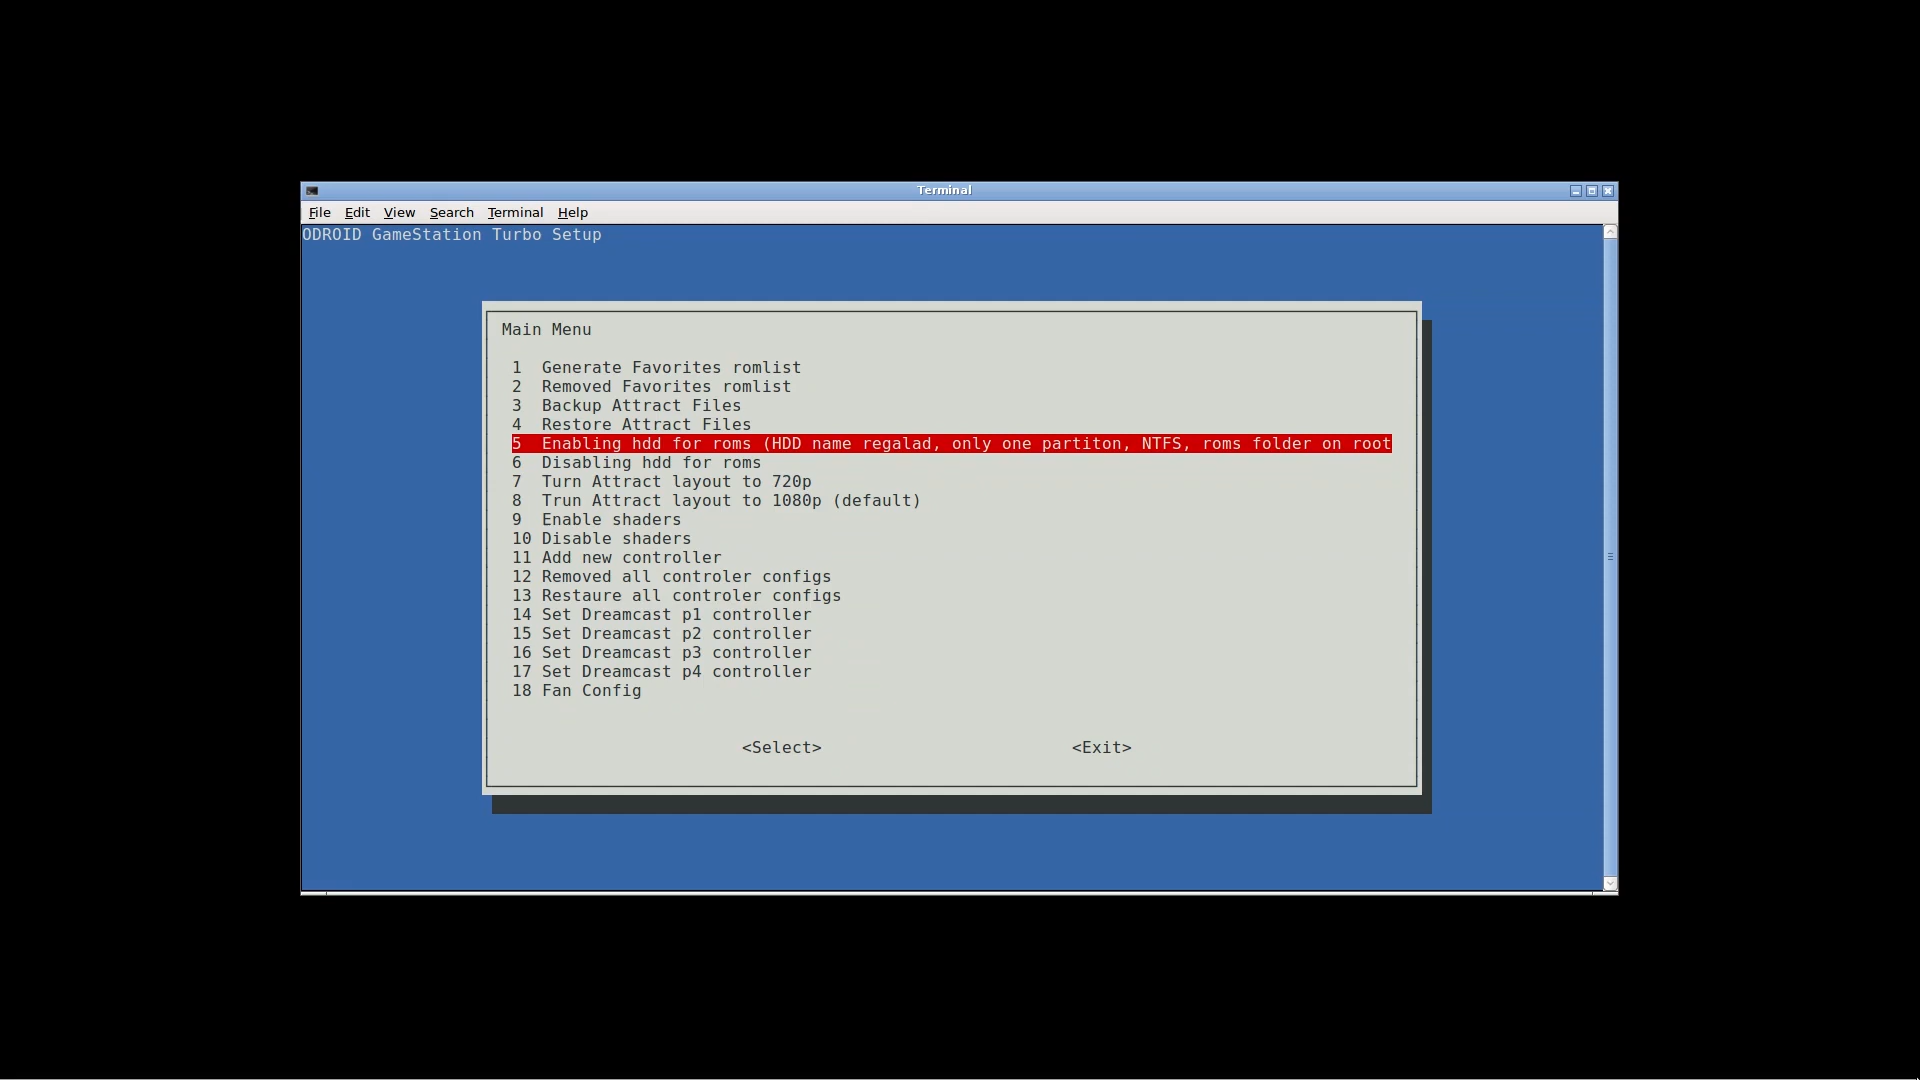 Terminal
File Edit View Search Terminal Help
ODROID GameStation Turbo Setup
Main Menu
1 Generate Favorites romlist
2 Removed Favorites romlist
3 Backup Attract Files
4 Restore Attract Files
5 Enabling hdd for roms (HDD name regalad, only one partiton, NTFS, roms folder on root
6 Disabling hdd for roms
7 Turn Attract layout to 720p
8 Trun Attract layout to 1080p (default)
9 Enable shaders
10 Disable shaders
11 Add new controller
12 Removed all controler configs
13 Restaure all controler configs
14 Set Dreamcast p1 controller
15 Set Dreamcast p2 controller
16 Set Dreamcast p3 controller
17 Set Dreamcast p4 controller
18 Fan Config
<Select> <Exit>